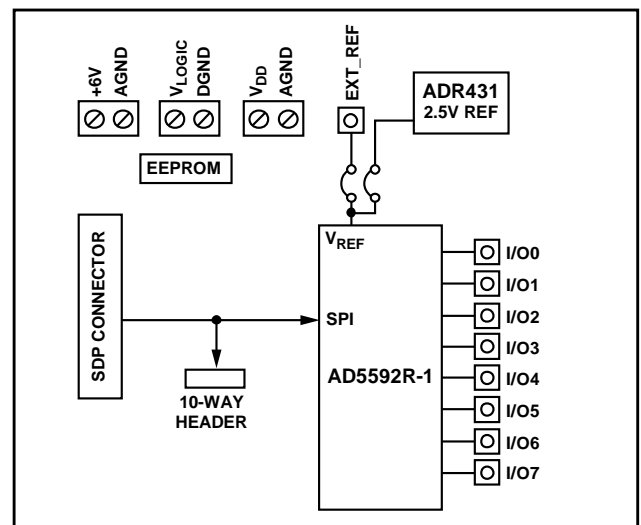 +6V
AGND
VLOGIC
DGND
VDD
AGND
EXT_REF
ADR431
2.5V REF
EEPROM
SDP CONNECTOR
VREF
SPI
AD5592R-1
10-WAY
HEADER
I/O0
I/O1
I/O2
I/O3
I/O4
I/O5
I/O6
I/O7